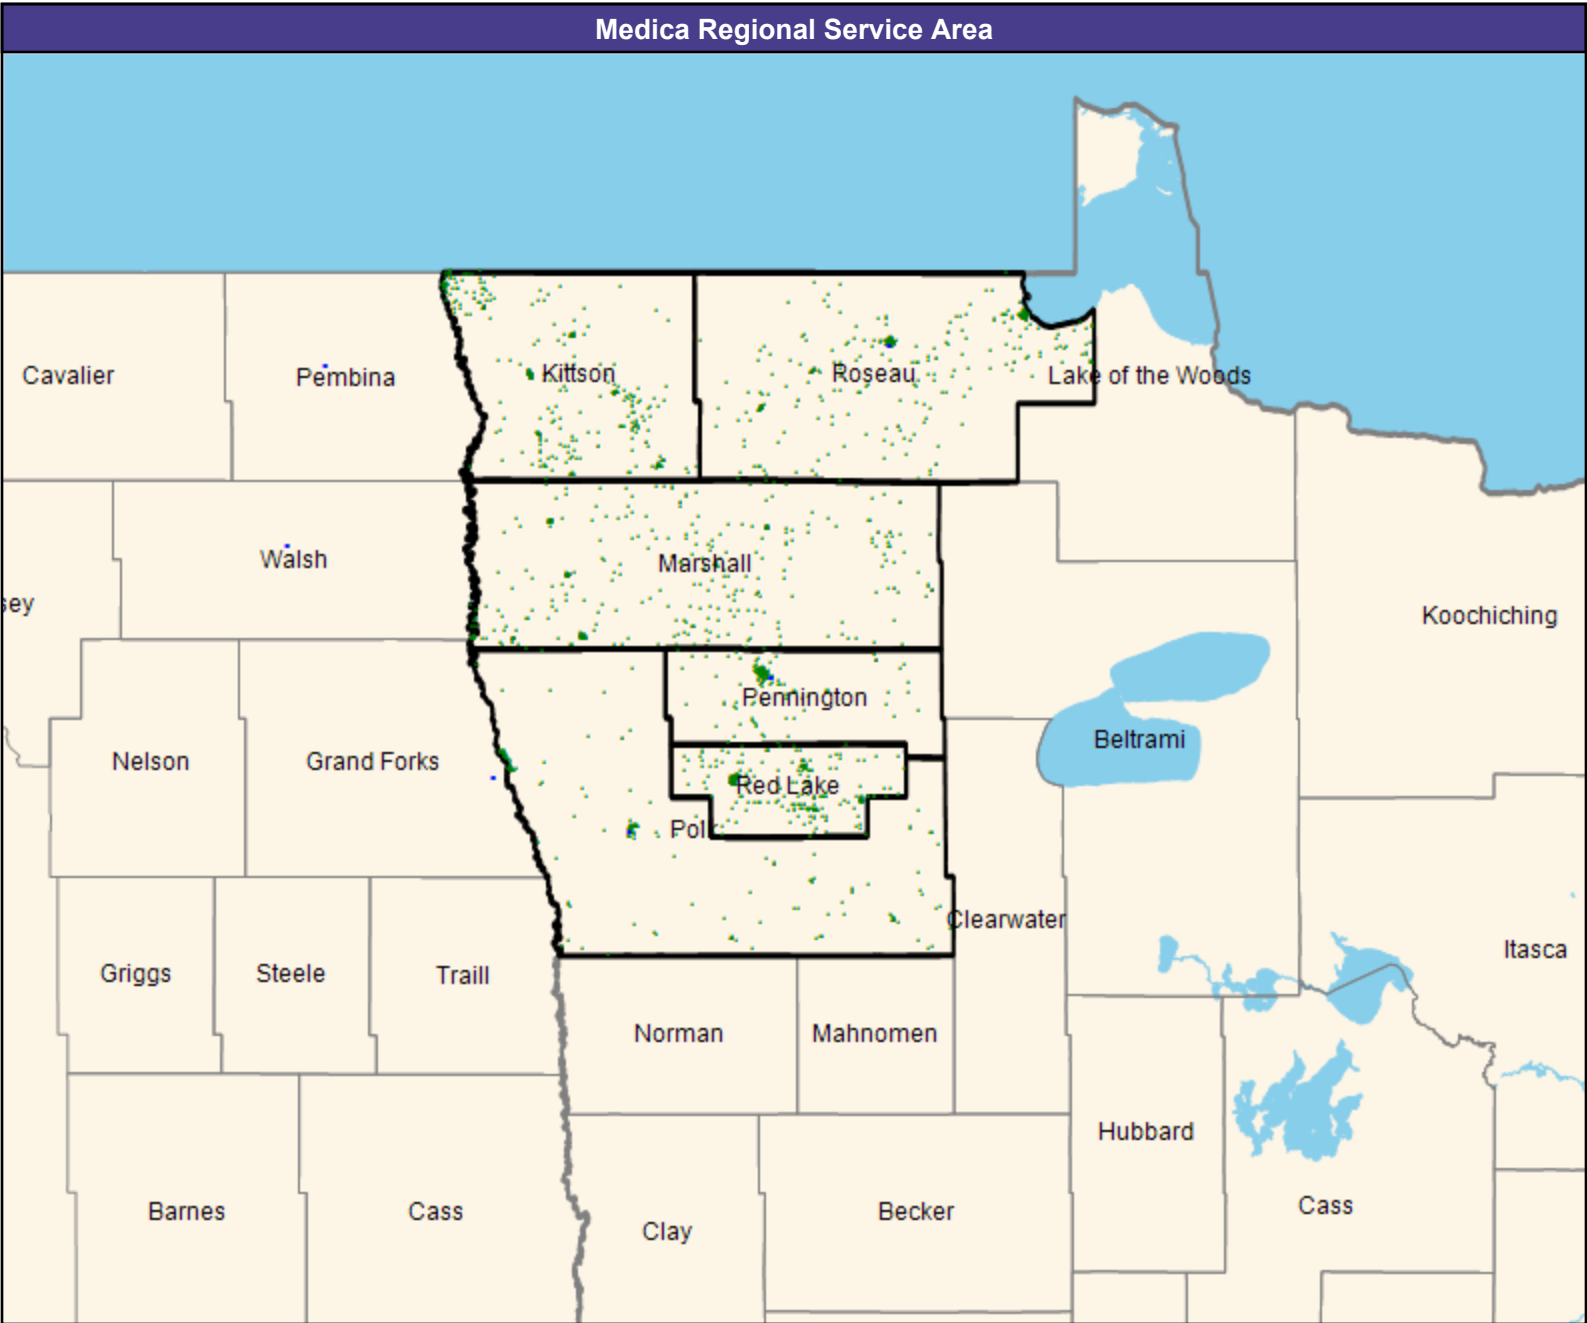 Medica Regional Service Area
Cavalier
Pembina
Kittson
Roseau
Lake of the Woods
Walsh
Marshall
sey
Koochiching
Pennington
Nelson
Grand Forks
Beltrami
Red Lake
Pol
Clearwater
Griggs
Steele
Traill
Itasca
Norman
Mahnomen
Hubbard
Barnes
Cass
Clay
Becker
Cass